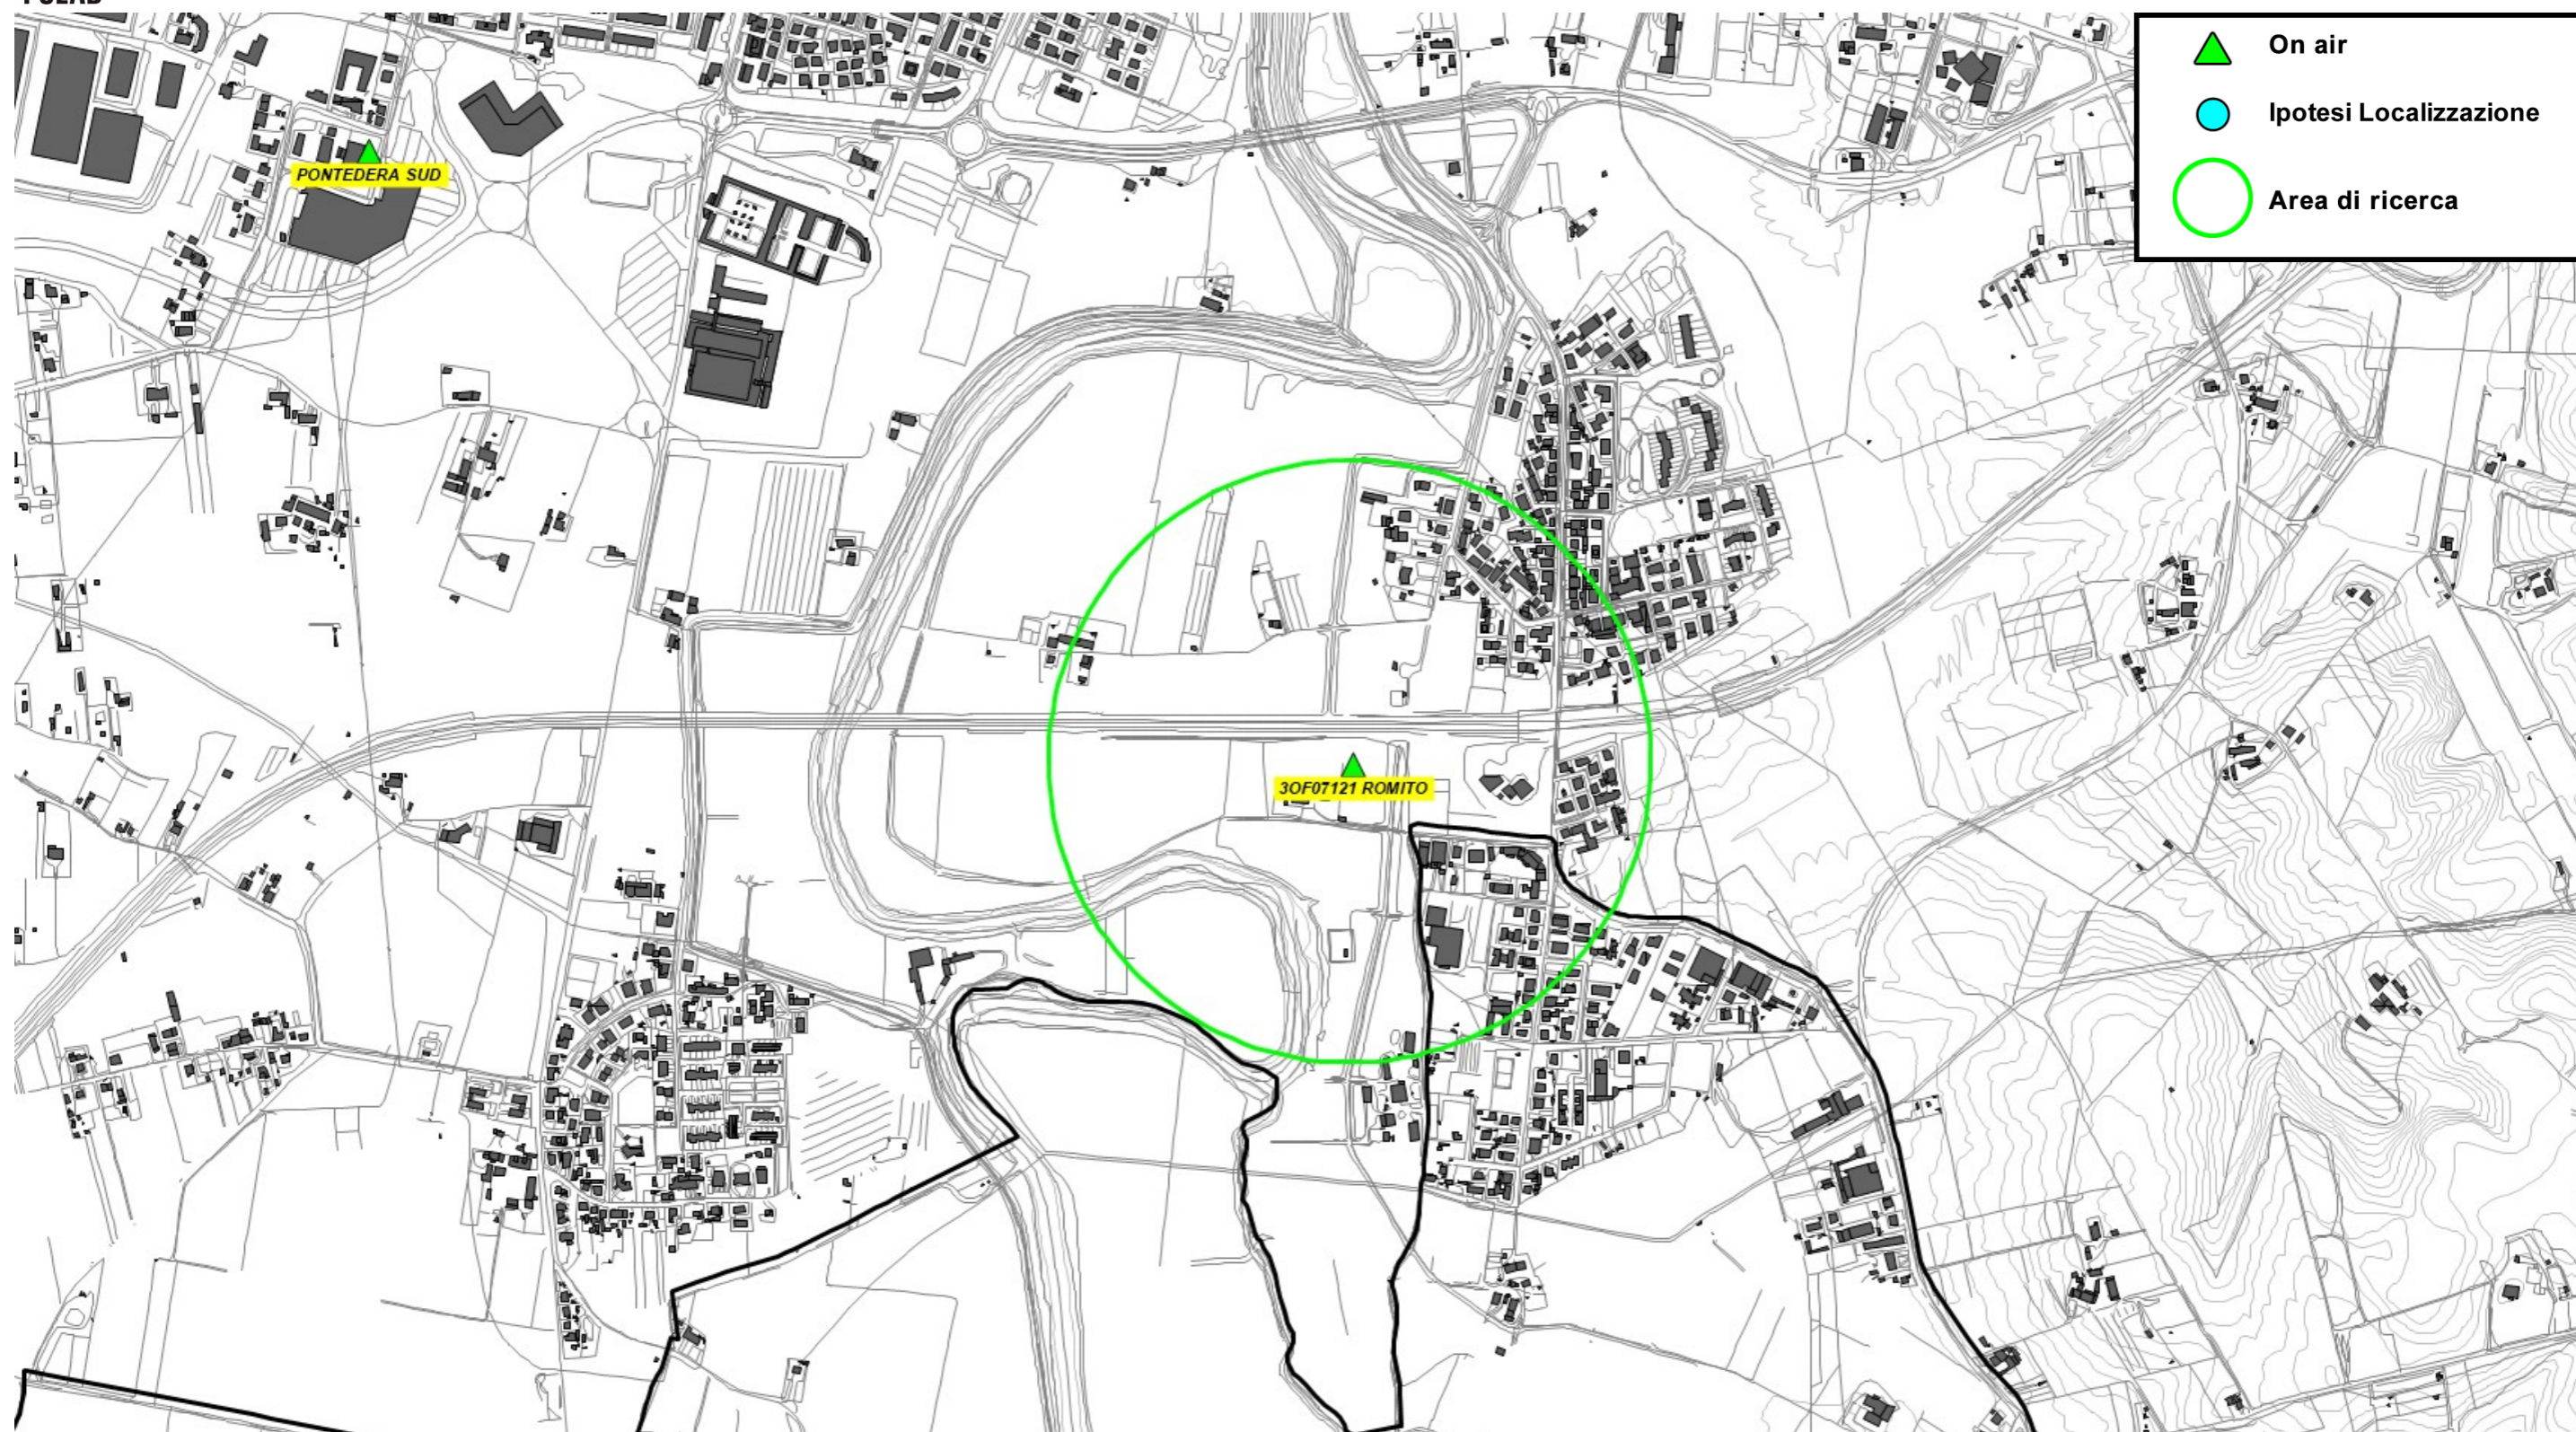 On air
Ipotesi Localizzazione
Area di ricerca
PONTEDERA SUD
3OF07121 ROMITO